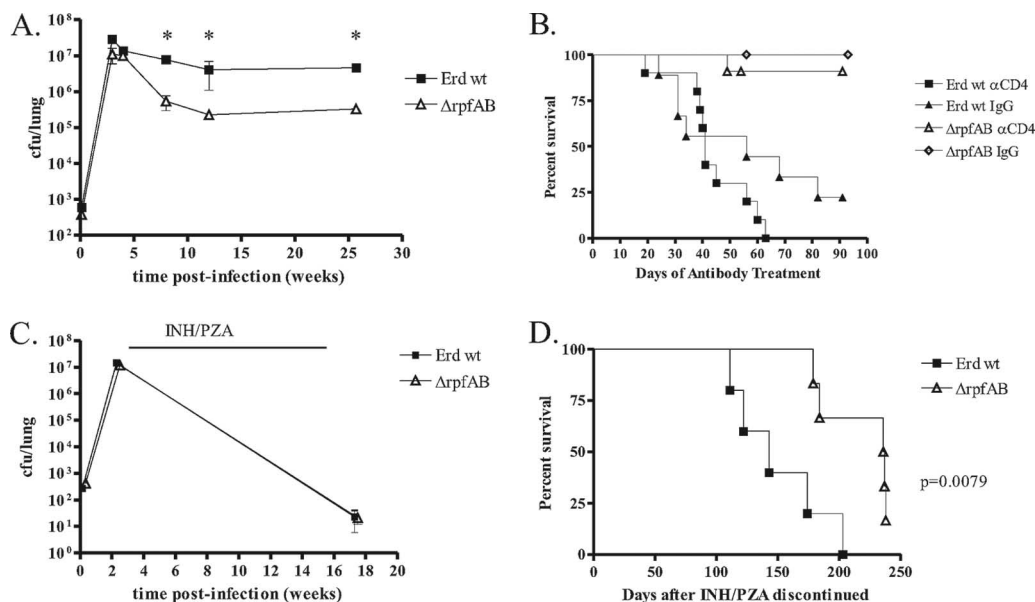 A.
10⁸
10⁷
10⁶
10⁵
10⁴
10³
10²
cfu/lung
* * *
0 5 10 15 20 25 30
time post-infection (weeks)
Erd wt
ΔrpfAB
B.
100
75
50
25
0
Percent survival
0 10 20 30 40 50 60 70 80 90 100
Days of Antibody Treatment
Erd wt αCD4
Erd wt IgG
ΔrpfAB αCD4
ΔrpfAB IgG
C.
INH/PZA
10⁸
10⁷
10⁶
10⁵
10⁴
10³
10²
10¹
10⁰
cfu/lung
0 2 4 6 8 10 12 14 16 18 20
time post-infection (weeks)
Erd wt
ΔrpfAB
D.
100
75
50
25
0
Percent survival
0 50 100 150 200 250
Days after INH/PZA discontinued
Erd wt
ΔrpfAB
p=0.0079